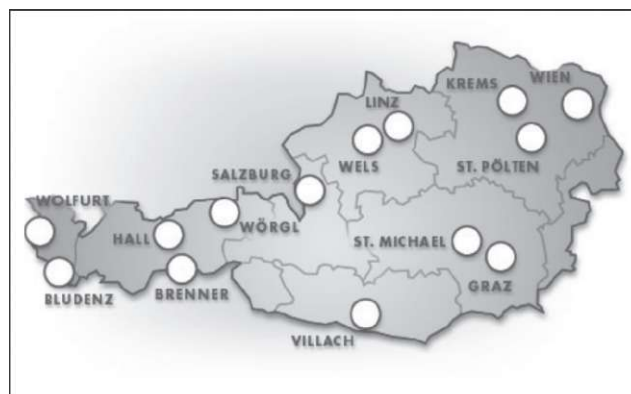 KREMS
WIEN
LINZ
WELS
ST. PÖLTEN
SALZBURG
WOLFURT
HALL
WÖRGL
ST. MICHAEL
BLUDENZ
BRENNER
GRAZ
VILLACH